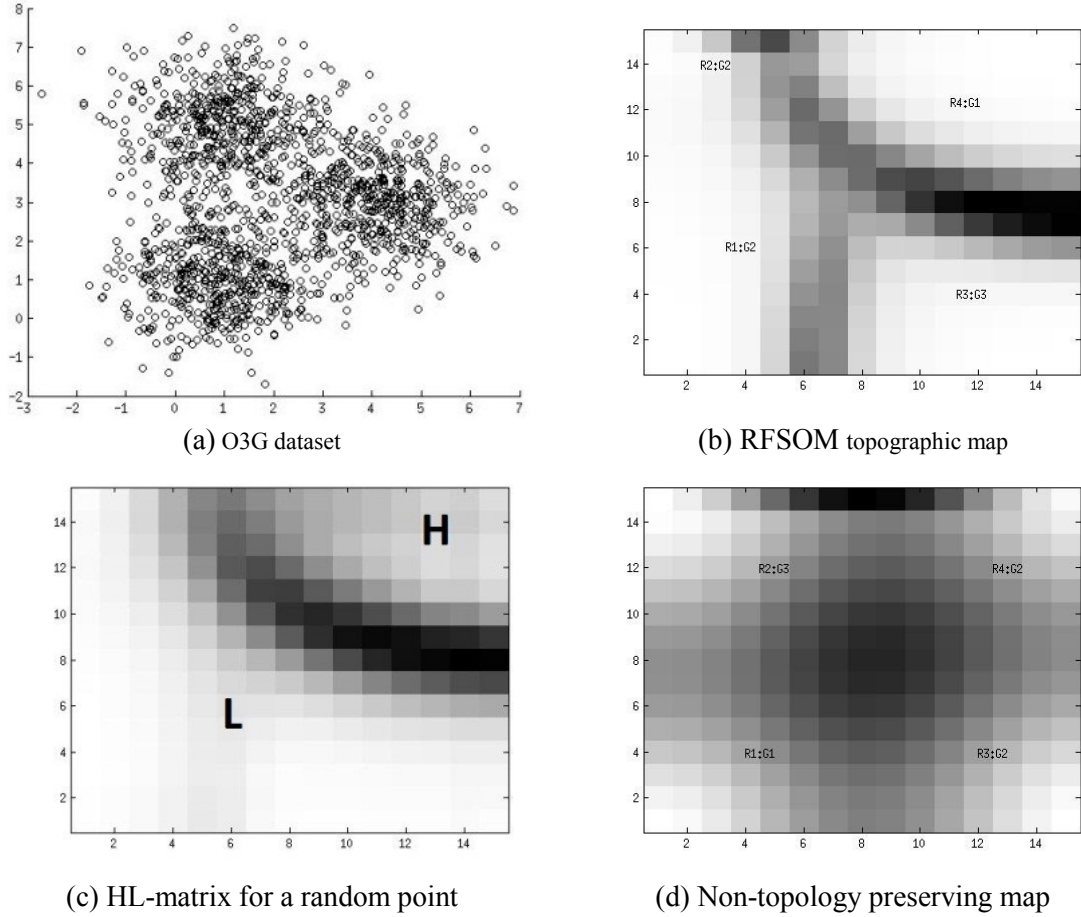 8
7
6
5
4
3
2
1
0
−1
−2
−3 −2 −1 0 1 2 3 4 5 6 7
(a) O3G dataset
14
12
10
8
6
4
2
R2:G2
R4:G1
R1:G2
R3:G3
2 4 6 8 10 12 14
(b) RFSOM topographic map
14
12
10
8
6
4
2
H
L
2 4 6 8 10 12 14
(c) HL-matrix for a random point
14
12
10
8
6
4
2
R2:G3 R4:G2
R1:G1 R3:G2
2 4 6 8 10 12 14
(d) Non-topology preserving map